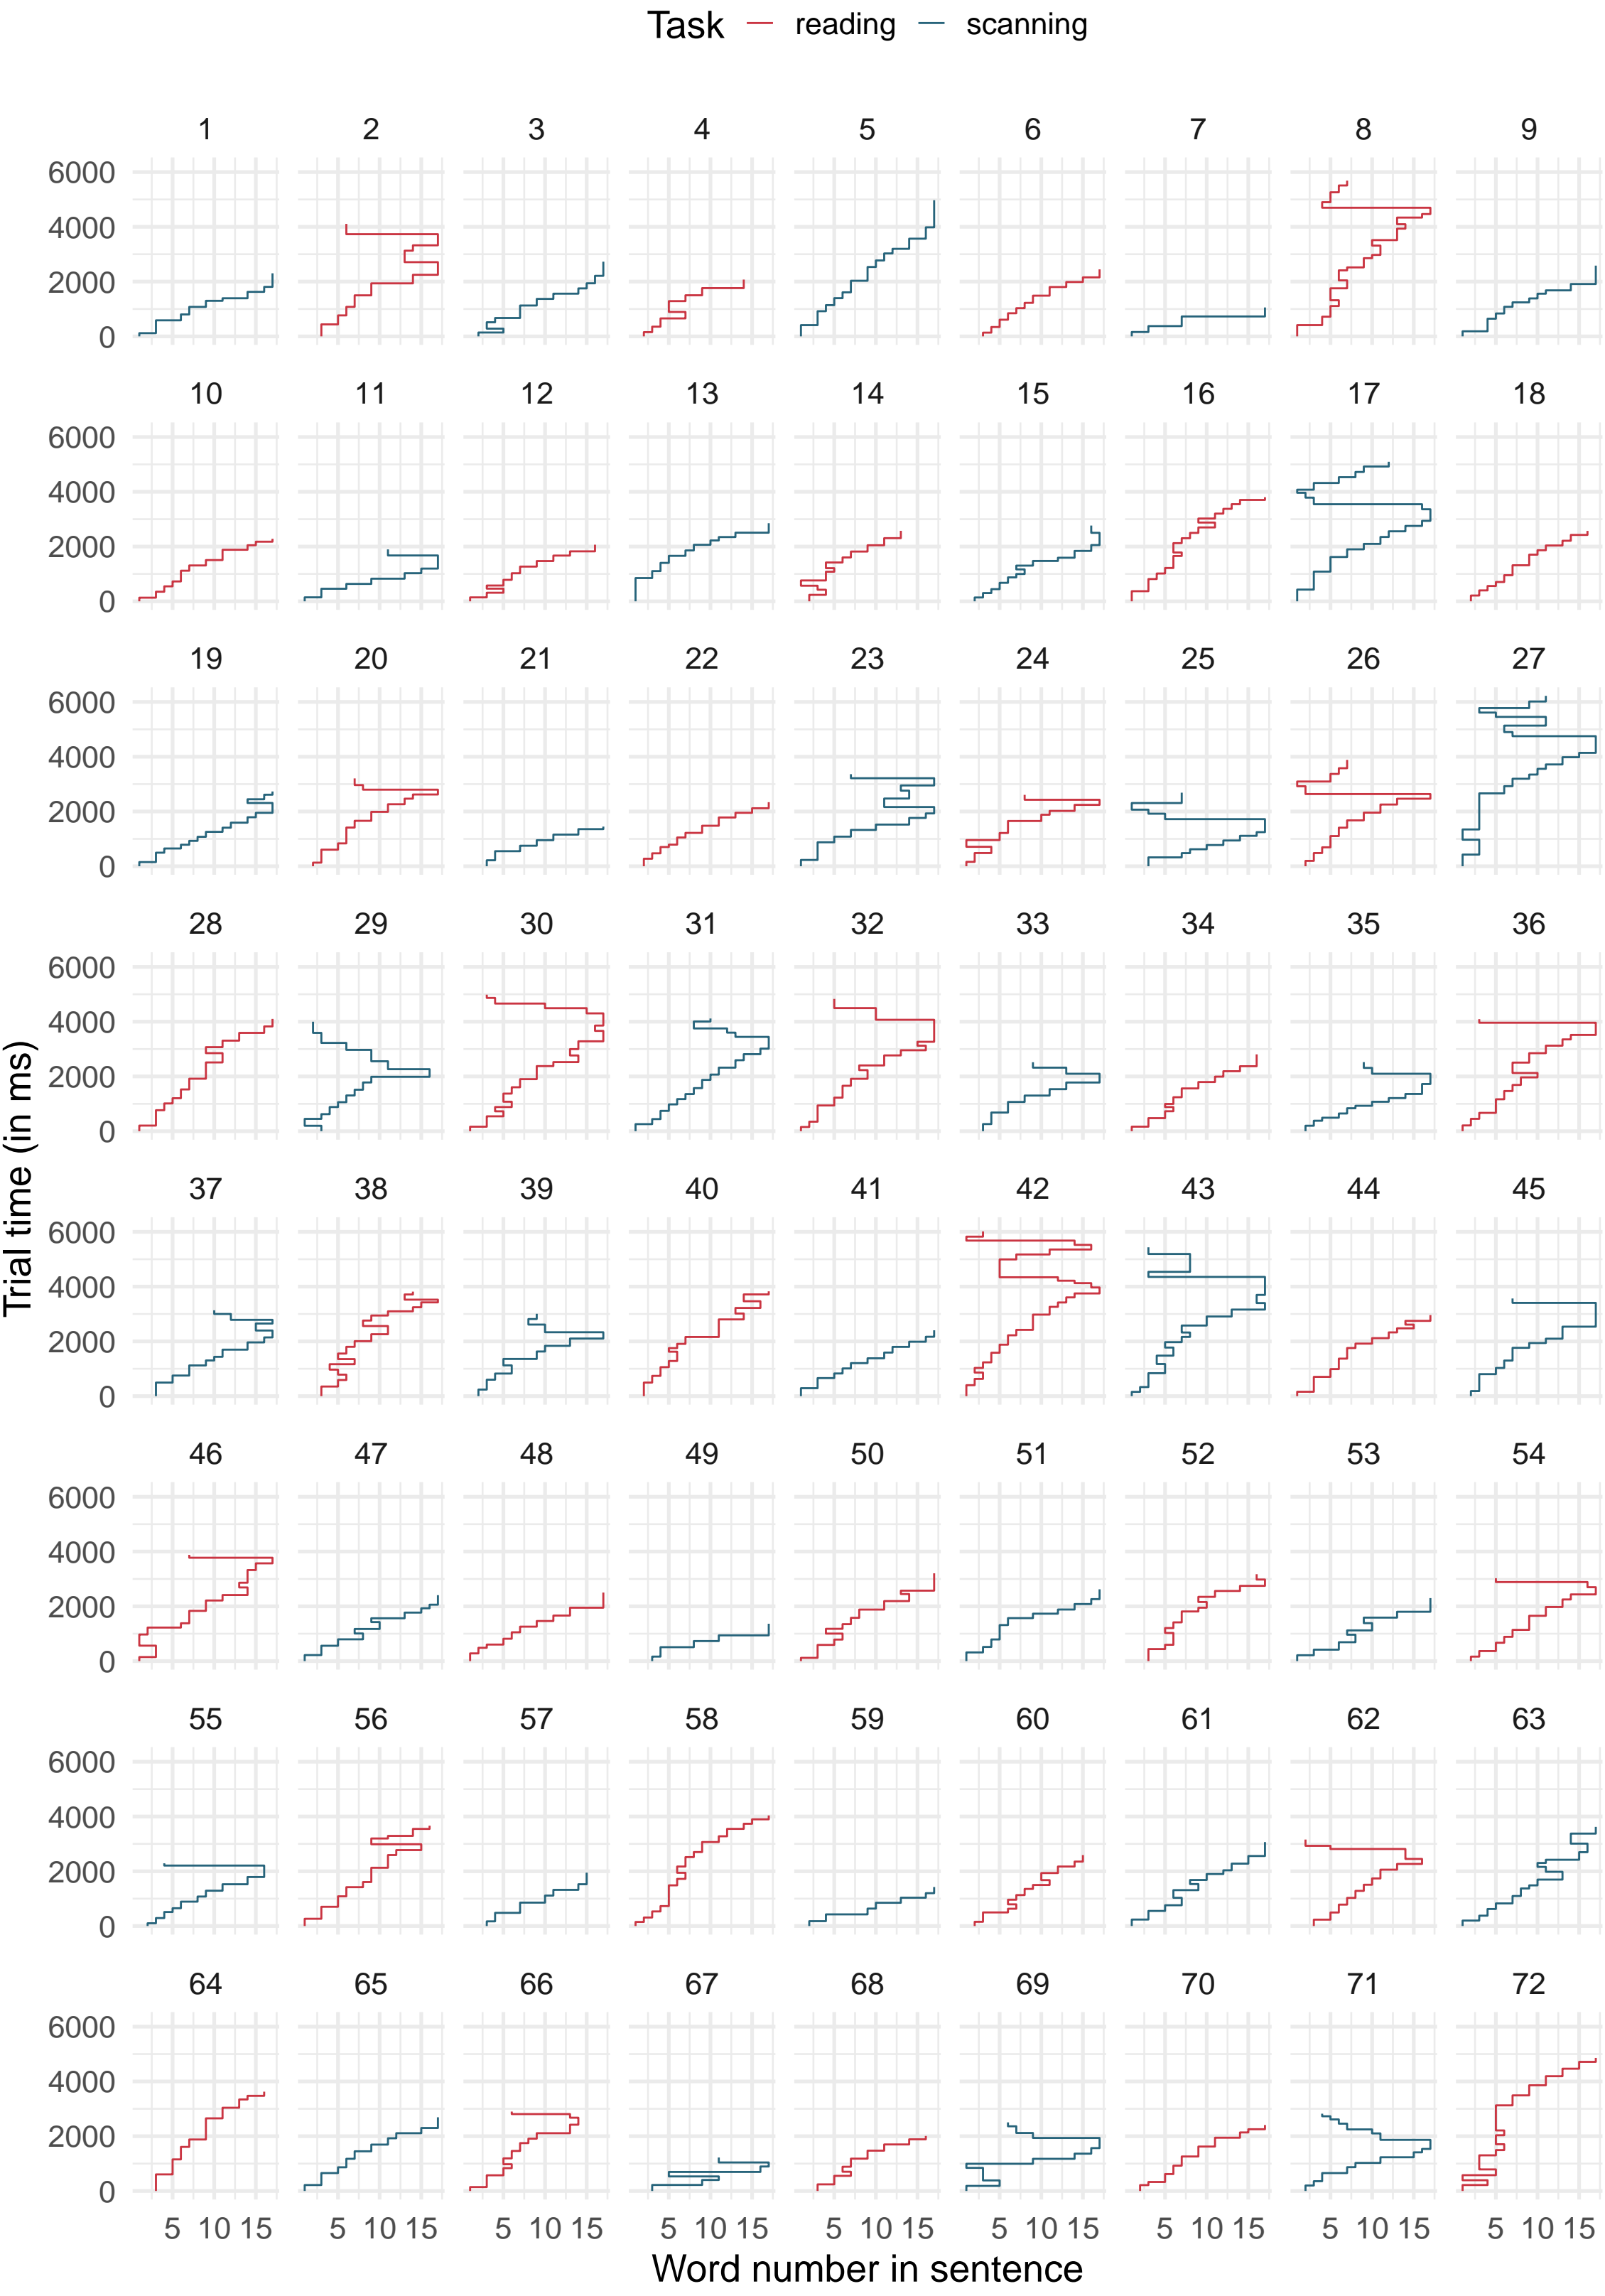 Task reading scanning
1 2 3 4 5 6 7 8 9
6000
4000
2000
0
10 11 12 13 14 15 16 17 18
6000
4000
2000
0
19 20 21 22 23 24 25 26 27
6000
4000
2000
0
28 29 30 31 32 33 34 35 36
6000
4000
2000
0
Trial time (in ms)
37 38 39 40 41 42 43 44 45
6000
4000
2000
0
46 47 48 49 50 51 52 53 54
6000
4000
2000
0
55 56 57 58 59 60 61 62 63
6000
4000
2000
0
64 65 66 67 68 69 70 71 72
6000
4000
2000
0
5 10 15 5 10 15 5 10 15 5 10 15 5 10 15 5 10 15 5 10 15 5 10 15 5 10 15
Word number in sentence